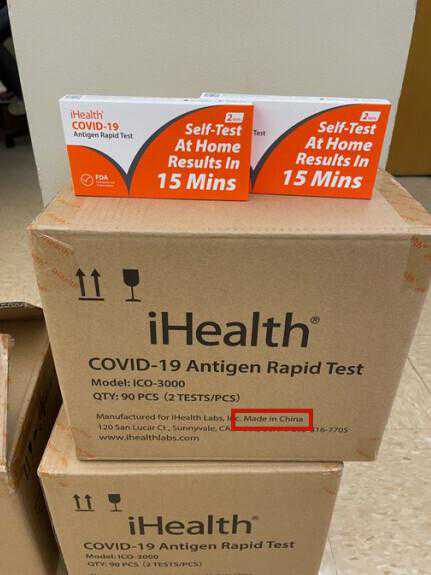 iHealth®
COVID-19
Antigen Rapid Test
2
Self-Test
At Home
Results In
15 Mins
FDA
Test
2
Self-Test
At Home
Results In
15 Mins
iHealth®
COVID-19 Antigen Rapid Test
Model: ICO-3000
QTY: 90 PCS (2 TESTS/PCS)
Manufactured for iHealth Labs, Inc. Made in China
120 San Lucar Ct., Sunnyvale, CA 16-7705
www.ihealthlabs.com
iHealth®
COVID-19 Antigen Rapid Test
Model: ICO-3000
QTY: 90 PCS (2 TESTS/PCS)